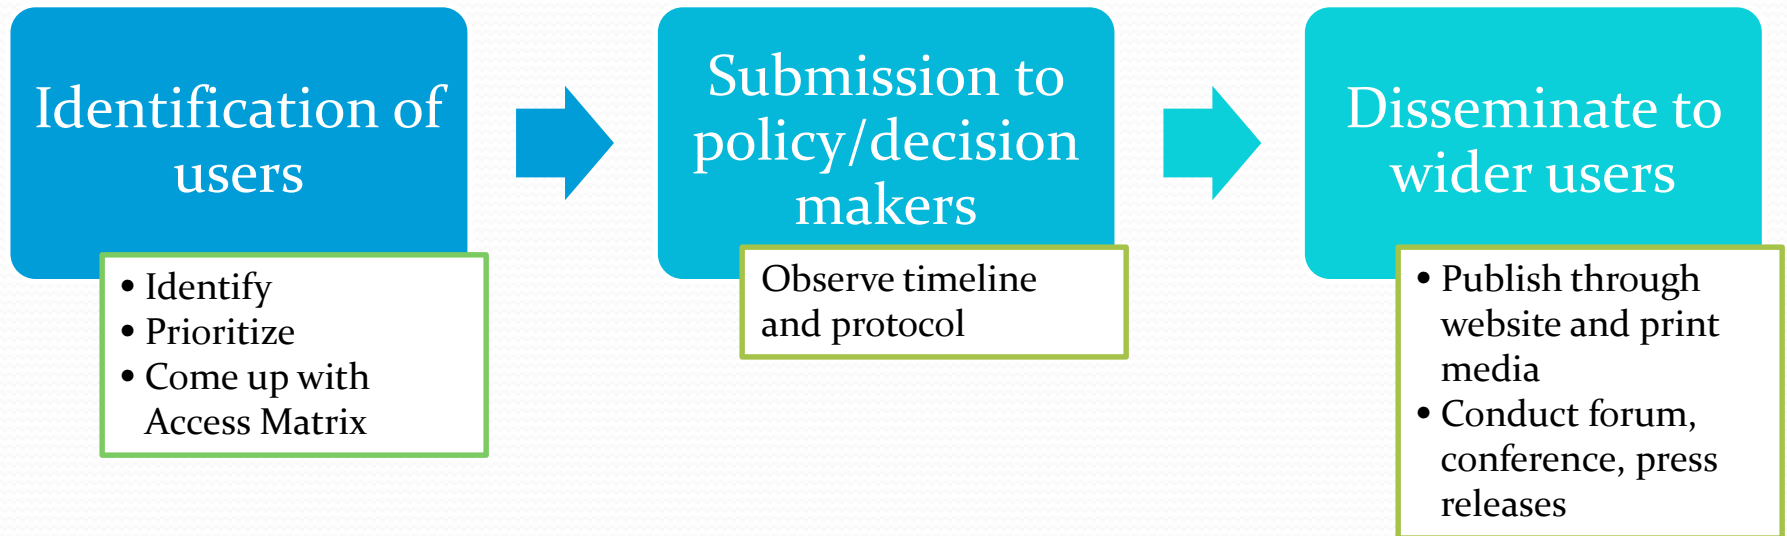 Identification of
users
• Identify
• Prioritize
• Come up with
Access Matrix
Submission to
policy/decision
makers
Observe timeline
and protocol
Disseminate to
wider users
• Publish through
website and print
media
• Conduct forum,
conference, press
releases